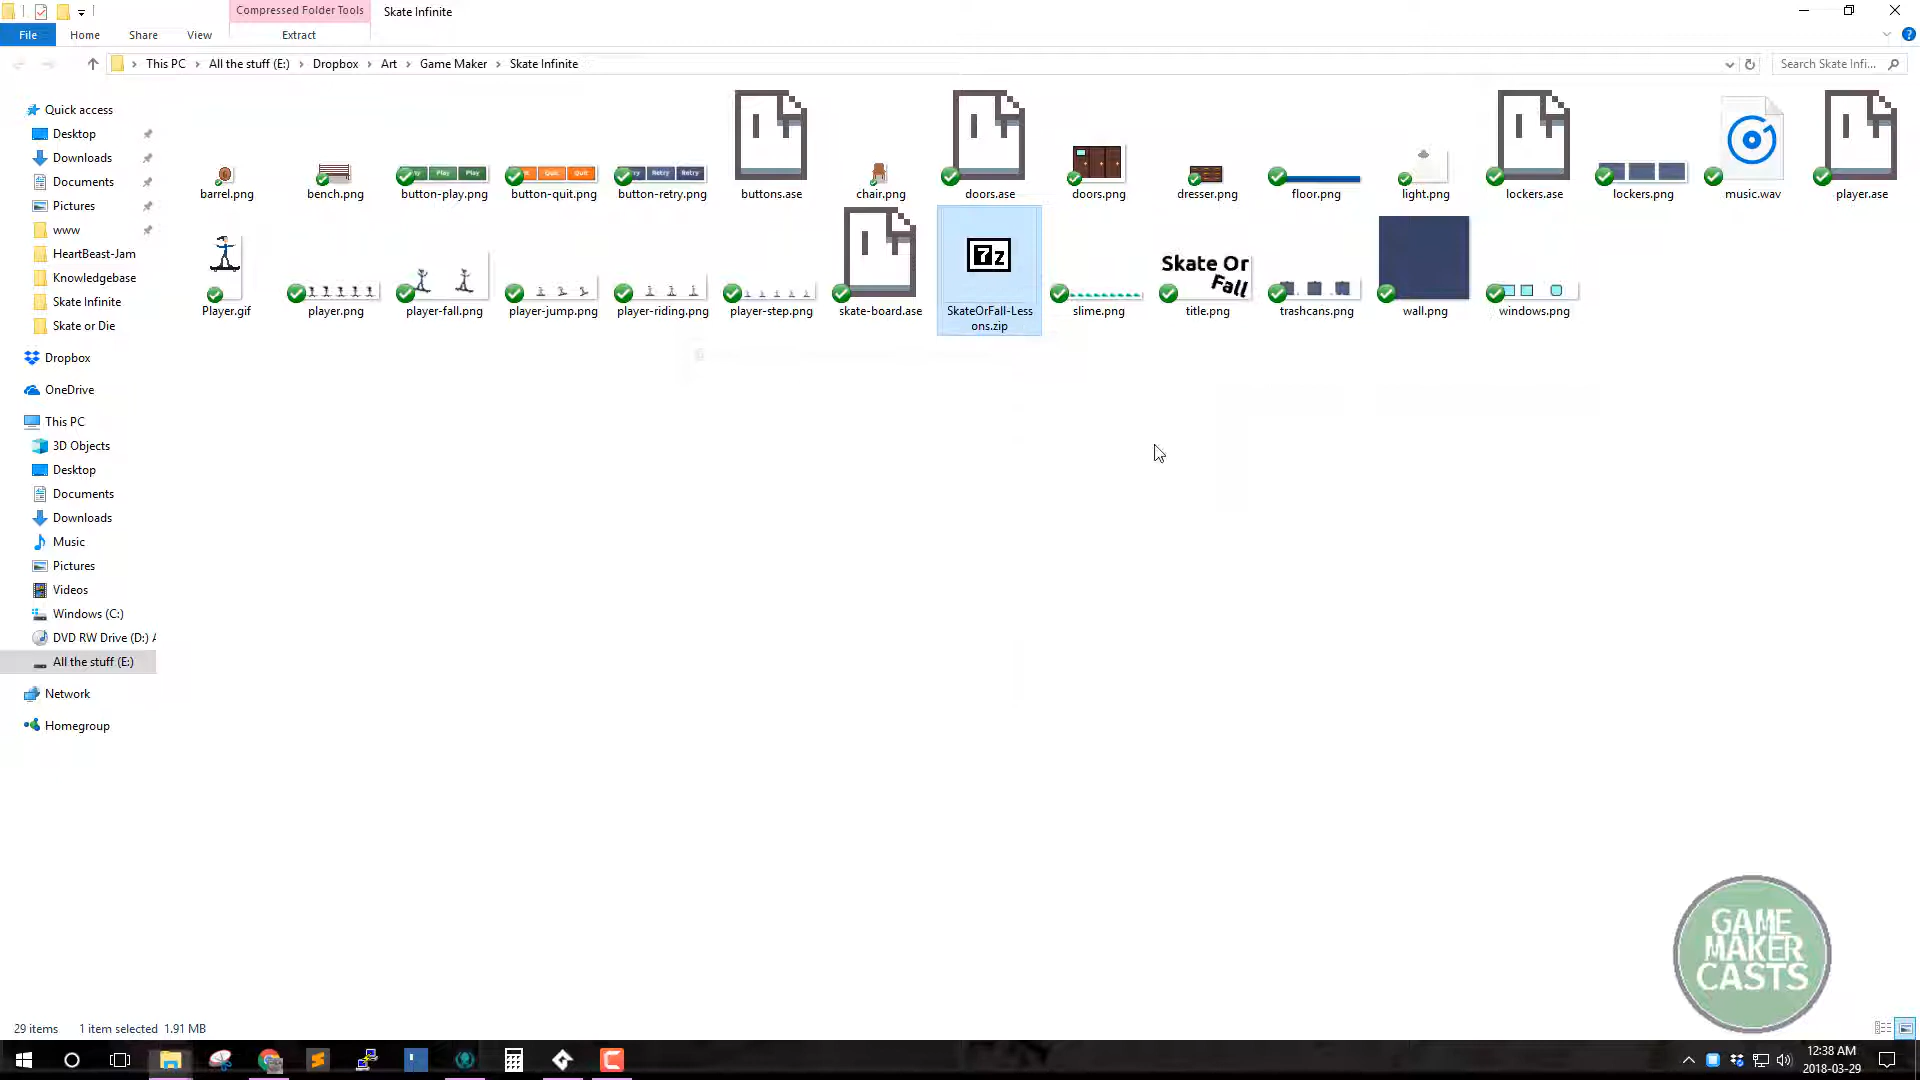 Compressed Folder Tools
Skate Infinite
File
Home
Share
View
Extract
This PC
All the stuff (E:)
Dropbox
Art
Game Maker
Skate Infinite
Search Skate Infi...
Quick access
Desktop
Downloads
Documents
Pictures
www
HeartBeast-Jam
Knowledgebase
Skate Infinite
Skate or Die
Dropbox
OneDrive
This PC
3D Objects
Desktop
Documents
Downloads
Music
Pictures
Videos
Windows (C:)
DVD RW Drive (D:) A
All the stuff (E:)
Network
Homegroup
Play Play
Quit Quit
Retry Retry
barrel.png
bench.png
button-play.png
button-quit.png
button-retry.png
buttons.ase
chair.png
doors.ase
doors.png
dresser.png
floor.png
light.png
lockers.ase
lockers.png
music.wav
player.ase
7z
Skate Or
Fall
Player.gif
player.png
player-fall.png
player-jump.png
player-riding.png
player-step.png
skate-board.ase
SkateOrFall-Less
ons.zip
slime.png
title.png
trashcans.png
wall.png
windows.png
GAME
MAKER
CASTS
29 items
1 item selected 1.91 MB
12:38 AM
2018-03-29